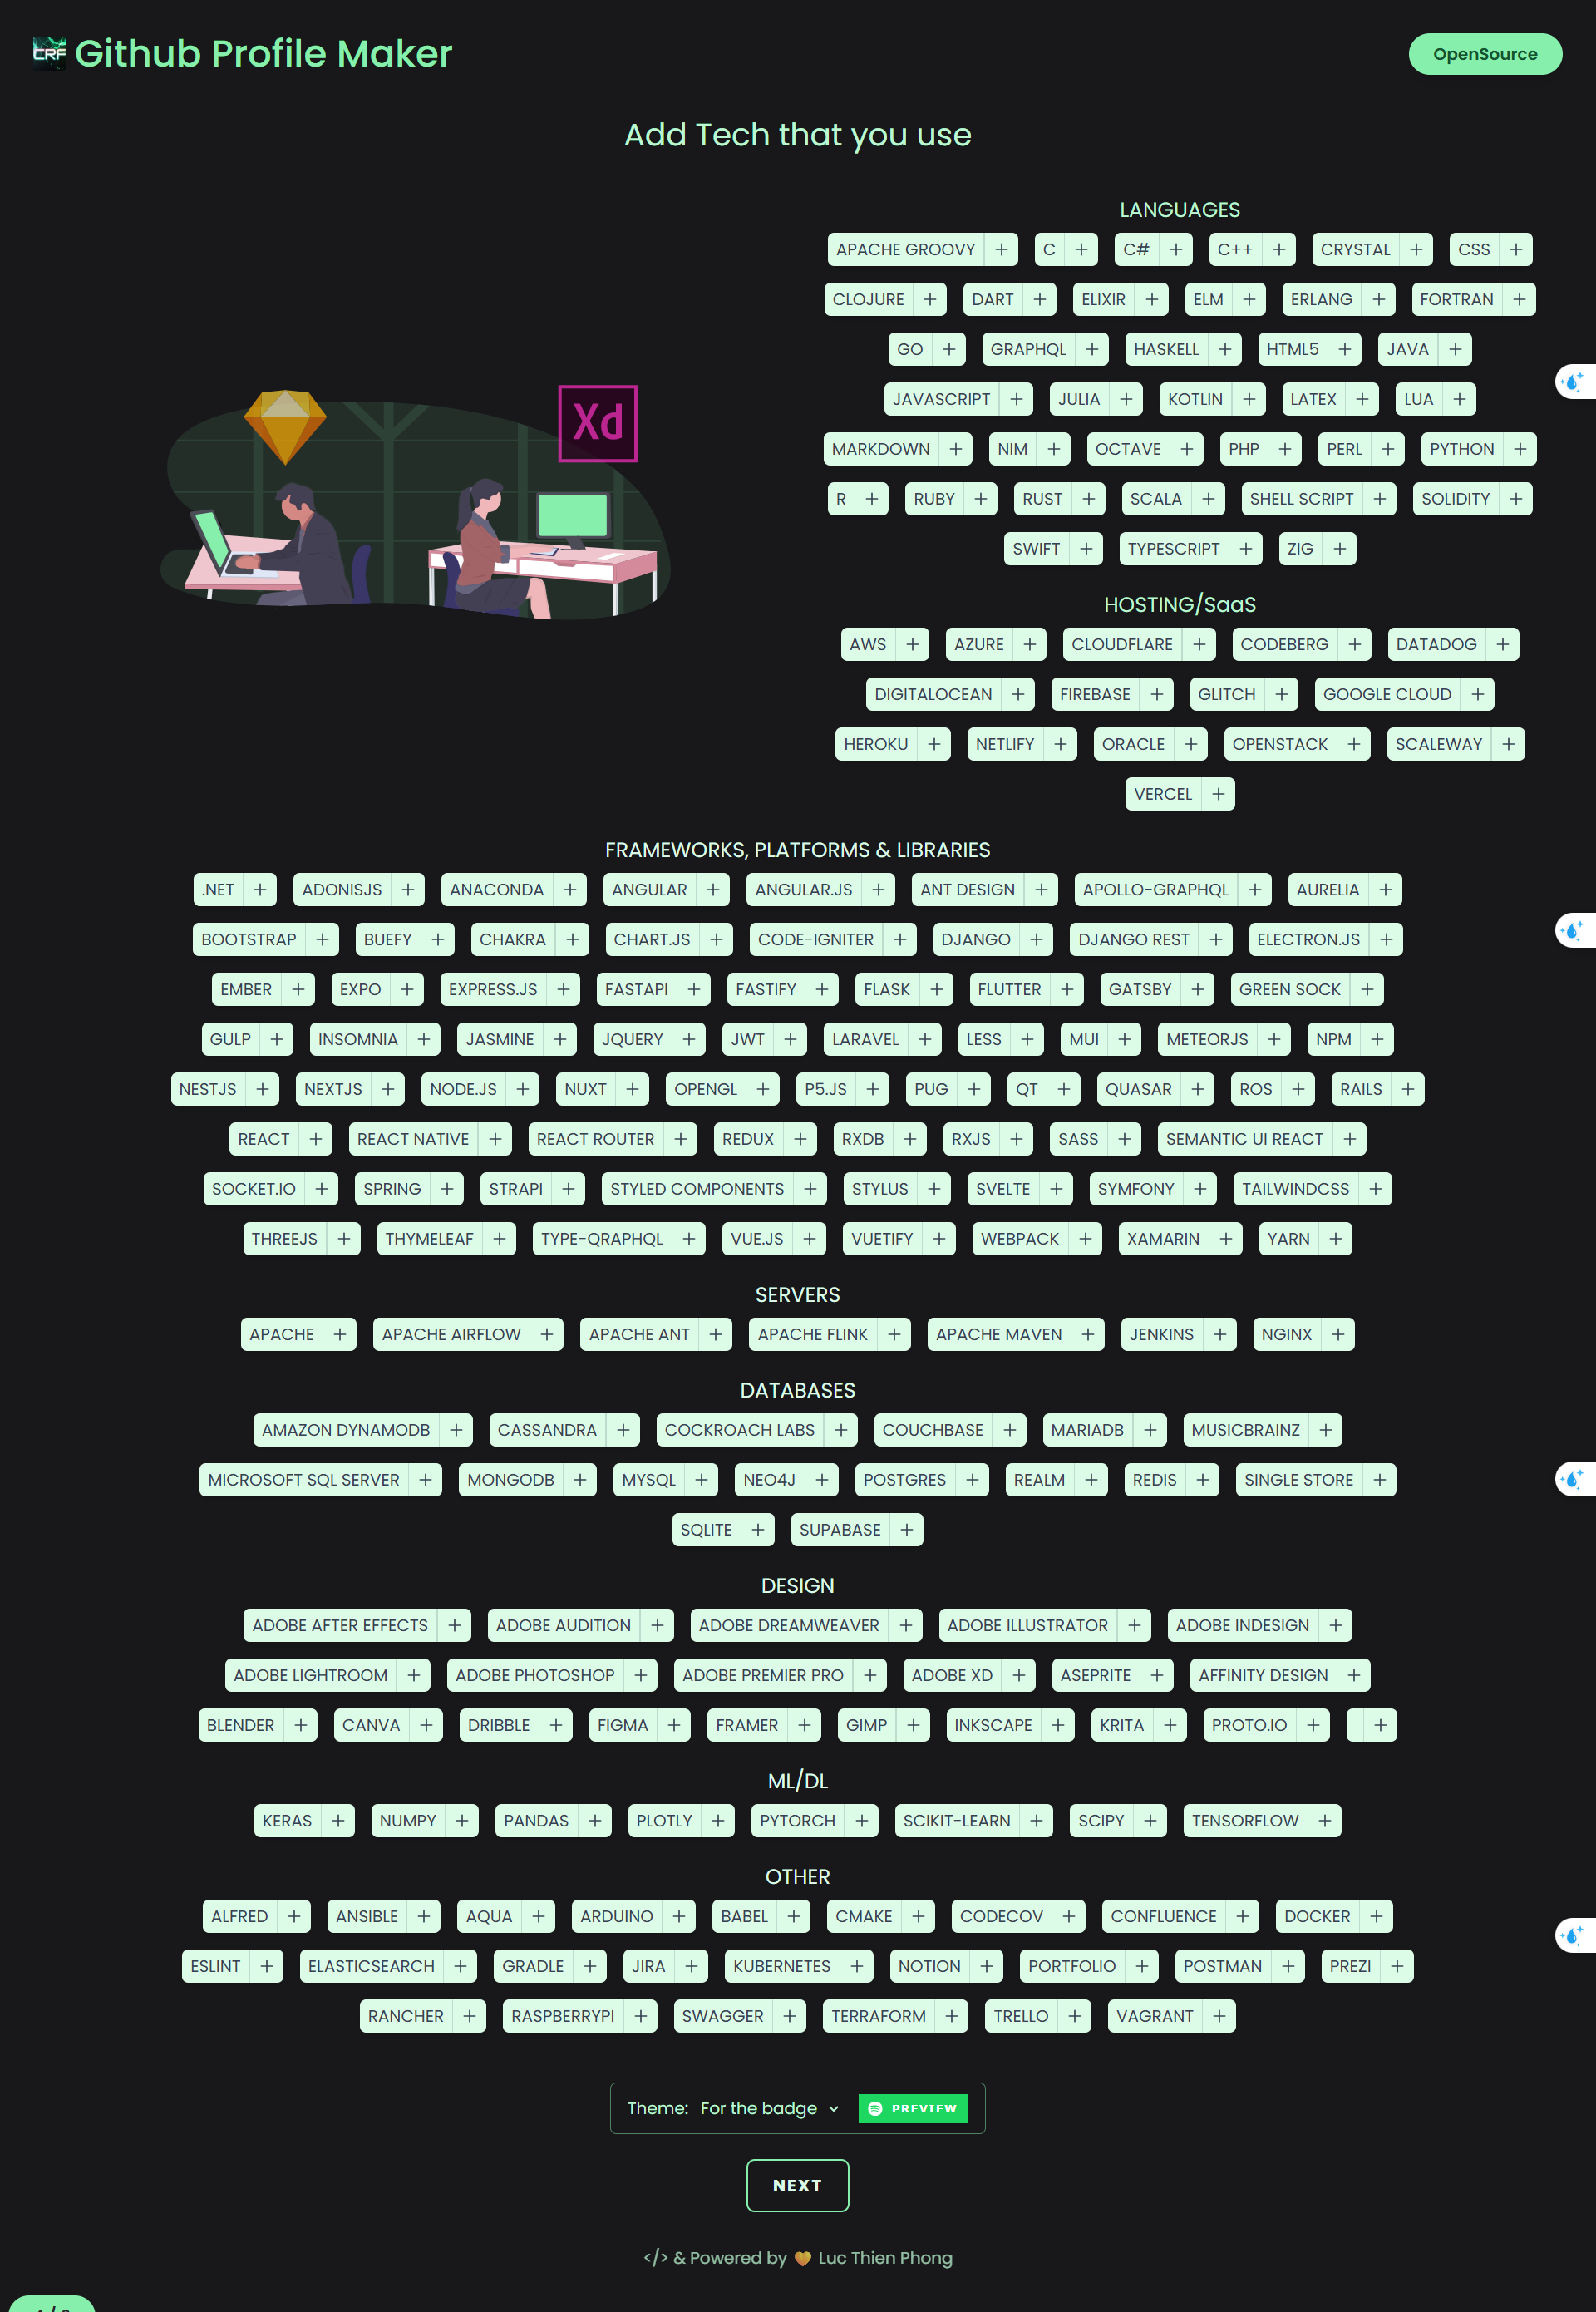 CRF Github Profile Maker
OpenSource
Add Tech that you use
Xd
LANGUAGES
APACHE GROOVY + C + C# + C++ + CRYSTAL + CSS +
CLOJURE + DART + ELIXIR + ELM + ERLANG + FORTRAN +
GO + GRAPHQL + HASKELL + HTML5 + JAVA +
JAVASCRIPT + JULIA + KOTLIN + LATEX + LUA +
MARKDOWN + NIM + OCTAVE + PHP + PERL + PYTHON +
R + RUBY + RUST + SCALA + SHELL SCRIPT + SOLIDITY +
SWIFT + TYPESCRIPT + ZIG +
HOSTING/SaaS
AWS + AZURE + CLOUDFLARE + CODEBERG + DATADOG +
DIGITALOCEAN + FIREBASE + GLITCH + GOOGLE CLOUD +
HEROKU + NETLIFY + ORACLE + OPENSTACK + SCALEWAY +
VERCEL +
FRAMEWORKS, PLATFORMS & LIBRARIES
.NET + ADONISJS + ANACONDA + ANGULAR + ANGULAR.JS + ANT DESIGN + APOLLO-GRAPHQL + AURELIA +
BOOTSTRAP + BUEFY + CHAKRA + CHART.JS + CODE-IGNITER + DJANGO + DJANGO REST + ELECTRON.JS +
EMBER + EXPO + EXPRESS.JS + FASTAPI + FASTIFY + FLASK + FLUTTER + GATSBY + GREEN SOCK +
GULP + INSOMNIA + JASMINE + JQUERY + JWT + LARAVEL + LESS + MUI + METEORJS + NPM +
NESTJS + NEXTJS + NODE.JS + NUXT + OPENGL + P5.JS + PUG + QT + QUASAR + ROS + RAILS +
REACT + REACT NATIVE + REACT ROUTER + REDUX + RXDB + RXJS + SASS + SEMANTIC UI REACT +
SOCKET.IO + SPRING + STRAPI + STYLED COMPONENTS + STYLUS + SVELTE + SYMFONY + TAILWINDCSS +
THREEJS + THYMELEAF + TYPE-QRAPHQL + VUE.JS + VUETIFY + WEBPACK + XAMARIN + YARN +
SERVERS
APACHE + APACHE AIRFLOW + APACHE ANT + APACHE FLINK + APACHE MAVEN + JENKINS + NGINX +
DATABASES
AMAZON DYNAMODB + CASSANDRA + COCKROACH LABS + COUCHBASE + MARIADB + MUSICBRAINZ +
MICROSOFT SQL SERVER + MONGODB + MYSQL + NEO4J + POSTGRES + REALM + REDIS + SINGLE STORE +
SQLITE + SUPABASE +
DESIGN
ADOBE AFTER EFFECTS + ADOBE AUDITION + ADOBE DREAMWEAVER + ADOBE ILLUSTRATOR + ADOBE INDESIGN +
ADOBE LIGHTROOM + ADOBE PHOTOSHOP + ADOBE PREMIER PRO + ADOBE XD + ASEPRITE + AFFINITY DESIGN +
BLENDER + CANVA + DRIBBLE + FIGMA + FRAMER + GIMP + INKSCAPE + KRITA + PROTO.IO + +
ML/DL
KERAS + NUMPY + PANDAS + PLOTLY + PYTORCH + SCIKIT-LEARN + SCIPY + TENSORFLOW +
OTHER
ALFRED + ANSIBLE + AQUA + ARDUINO + BABEL + CMAKE + CODECOV + CONFLUENCE + DOCKER +
ESLINT + ELASTICSEARCH + GRADLE + JIRA + KUBERNETES + NOTION + PORTFOLIO + POSTMAN + PREZI +
RANCHER + RASPBERRYPI + SWAGGER + TERRAFORM + TRELLO + VAGRANT +
Theme: For the badge PREVIEW
NEXT
</> & Powered by 🧡 Luc Thien Phong